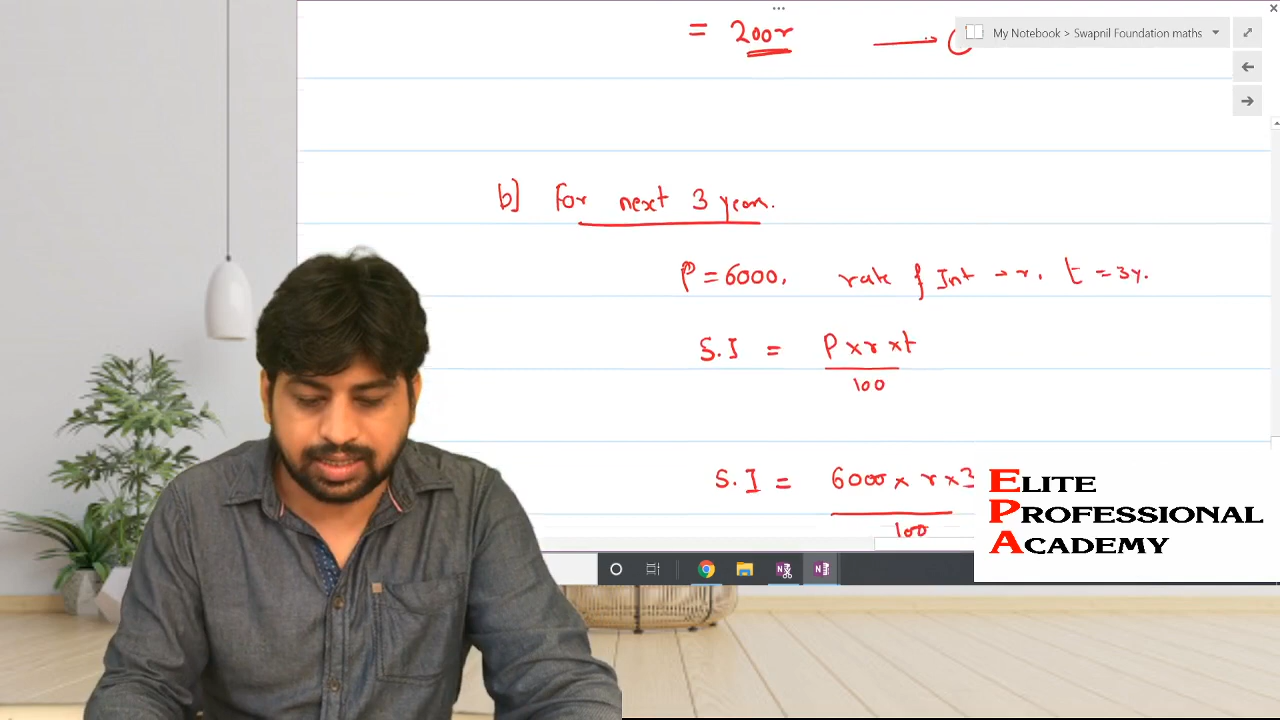 = 200r
My Notebook > Swapnil Foundation maths
b] For next 3 years.
P = 6000, rate of Int → r, t = 3y.
S.I = P × r × t
100
S.I = 6000 × r × 3
100
ELITE
PROFESSIONAL
ACADEMY